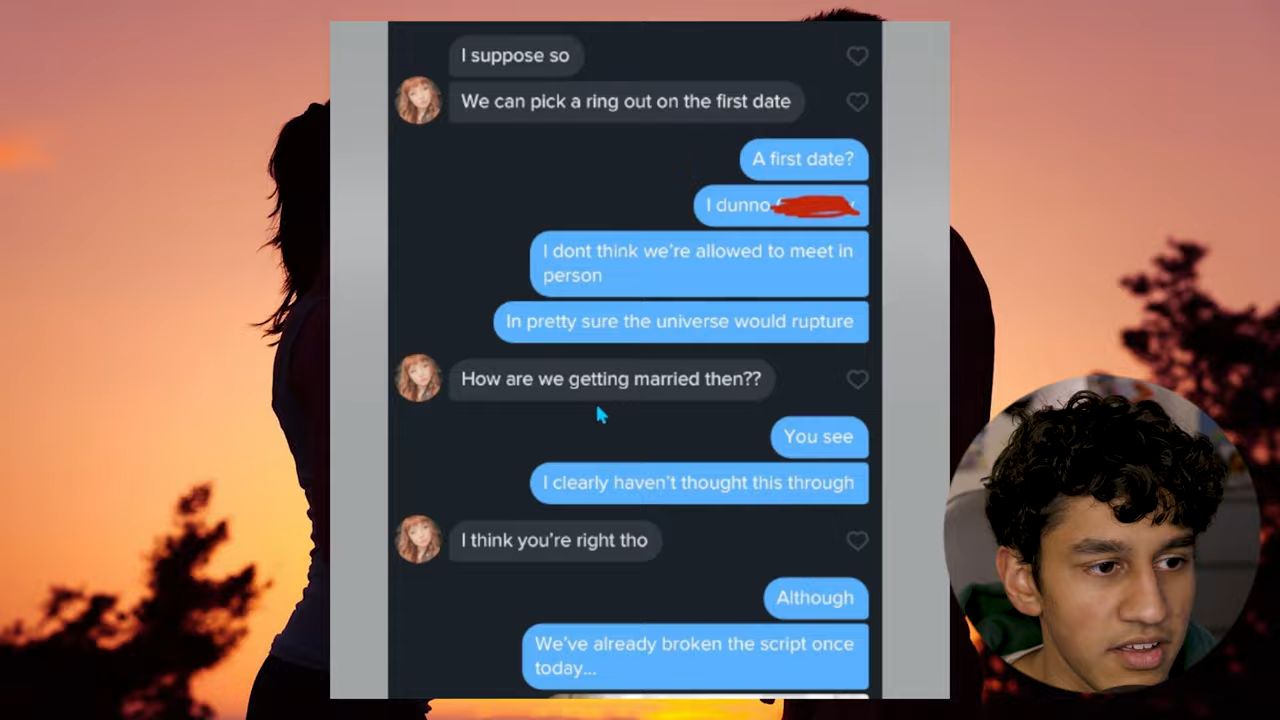 I suppose so
We can pick a ring out on the first date
A first date?
I dunno
I dont think we're allowed to meet in
person
In pretty sure the universe would rupture
How are we getting married then??
You see
I clearly haven't thought this through
I think you're right tho
Although
We've already broken the script once
today...